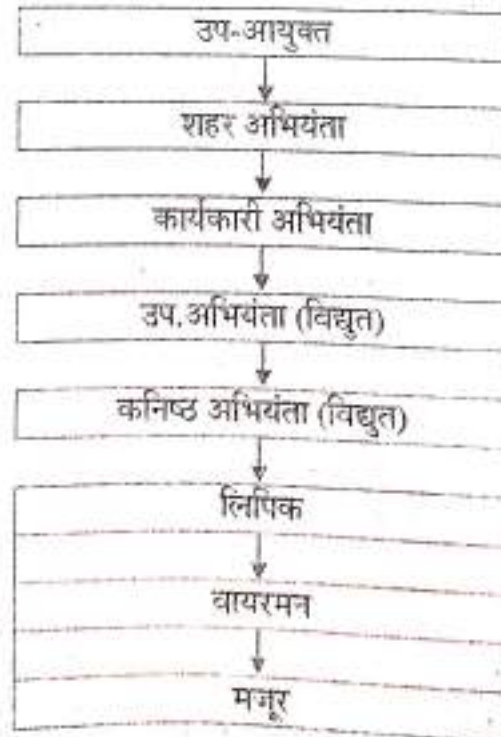 उप-आयुक्त
शहर अभियंता
कार्यकारी अभियंता
उप.अभियंता (विद्युत)
कनिष्ठ अभियंता (विद्युत)
लिपिक
वायरमन
मजूर